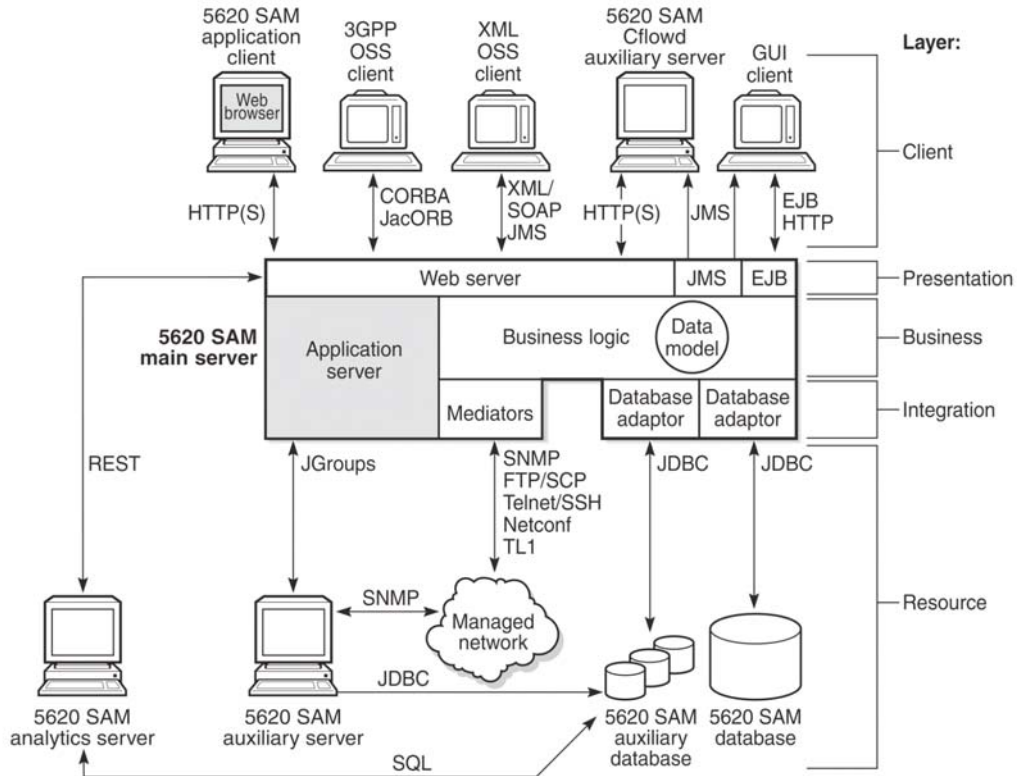 5620 SAM
application
client
3GPP
OSS
client
XML
OSS
client
5620 SAM
Cflowd
auxiliary server
GUI
client
Layer:
Web
browser
Client
HTTP(S)
CORBA
JacORB
XML/
SOAP
JMS
HTTP(S)
JMS
EJB
HTTP
Web server
JMS
EJB
Presentation
5620 SAM
main server
Application
server
Business logic
Data
model
Business
Mediators
Database
adaptor
Database
adaptor
Integration
REST
JGroups
SNMP
FTP/SCP
Telnet/SSH
Netconf
TL1
JDBC
JDBC
SNMP
Managed
network
Resource
JDBC
5620 SAM
analytics server
5620 SAM
auxiliary server
5620 SAM
auxiliary
database
5620 SAM
database
SQL